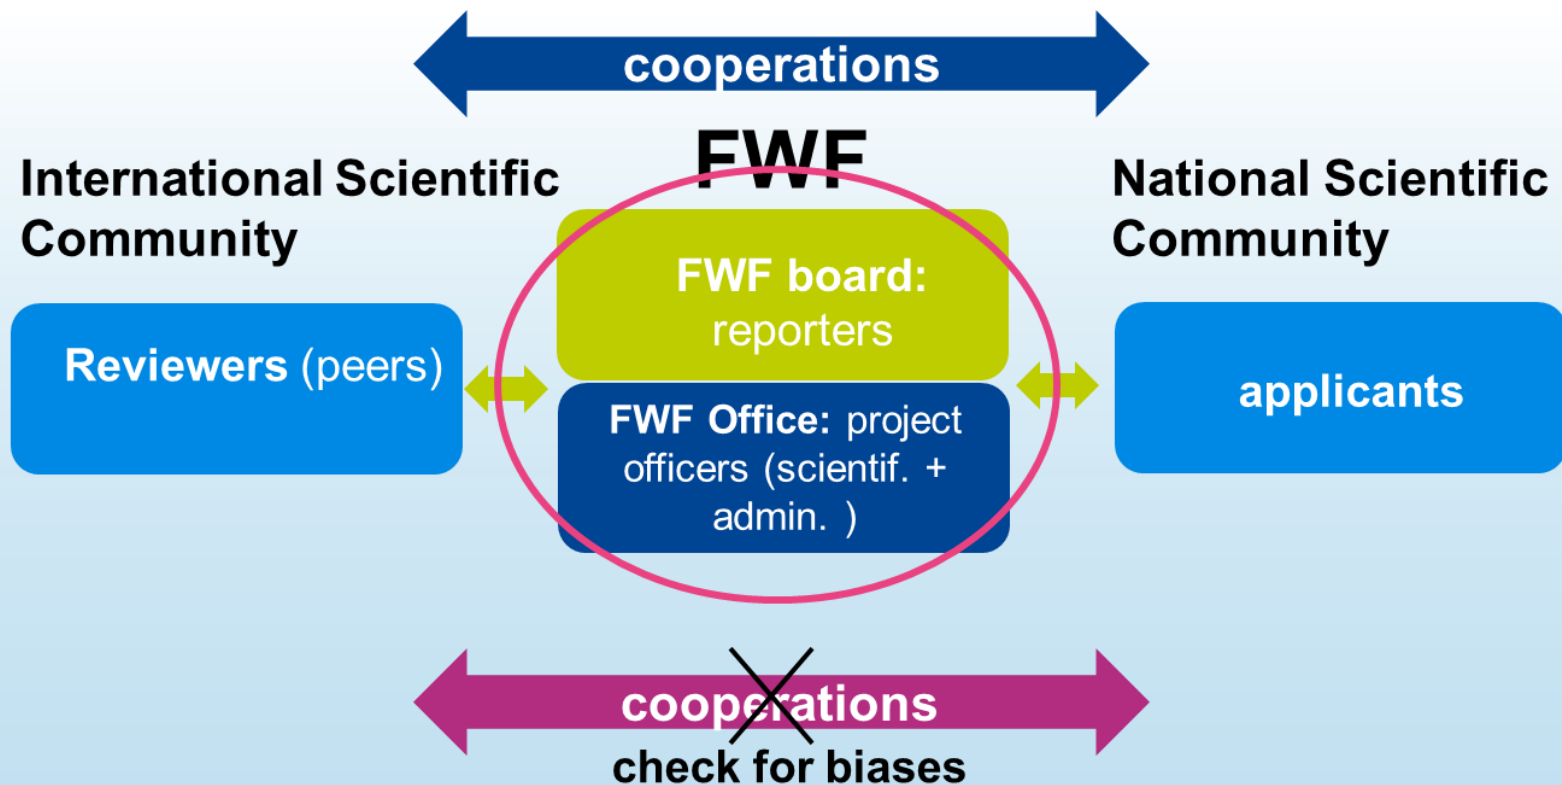 cooperations
FWF
International Scientific
Community
National Scientific
Community
FWF board:
reporters
Reviewers (peers)
FWF Office: project
officers (scientif. +
admin. )
applicants
cooperations
check for biases